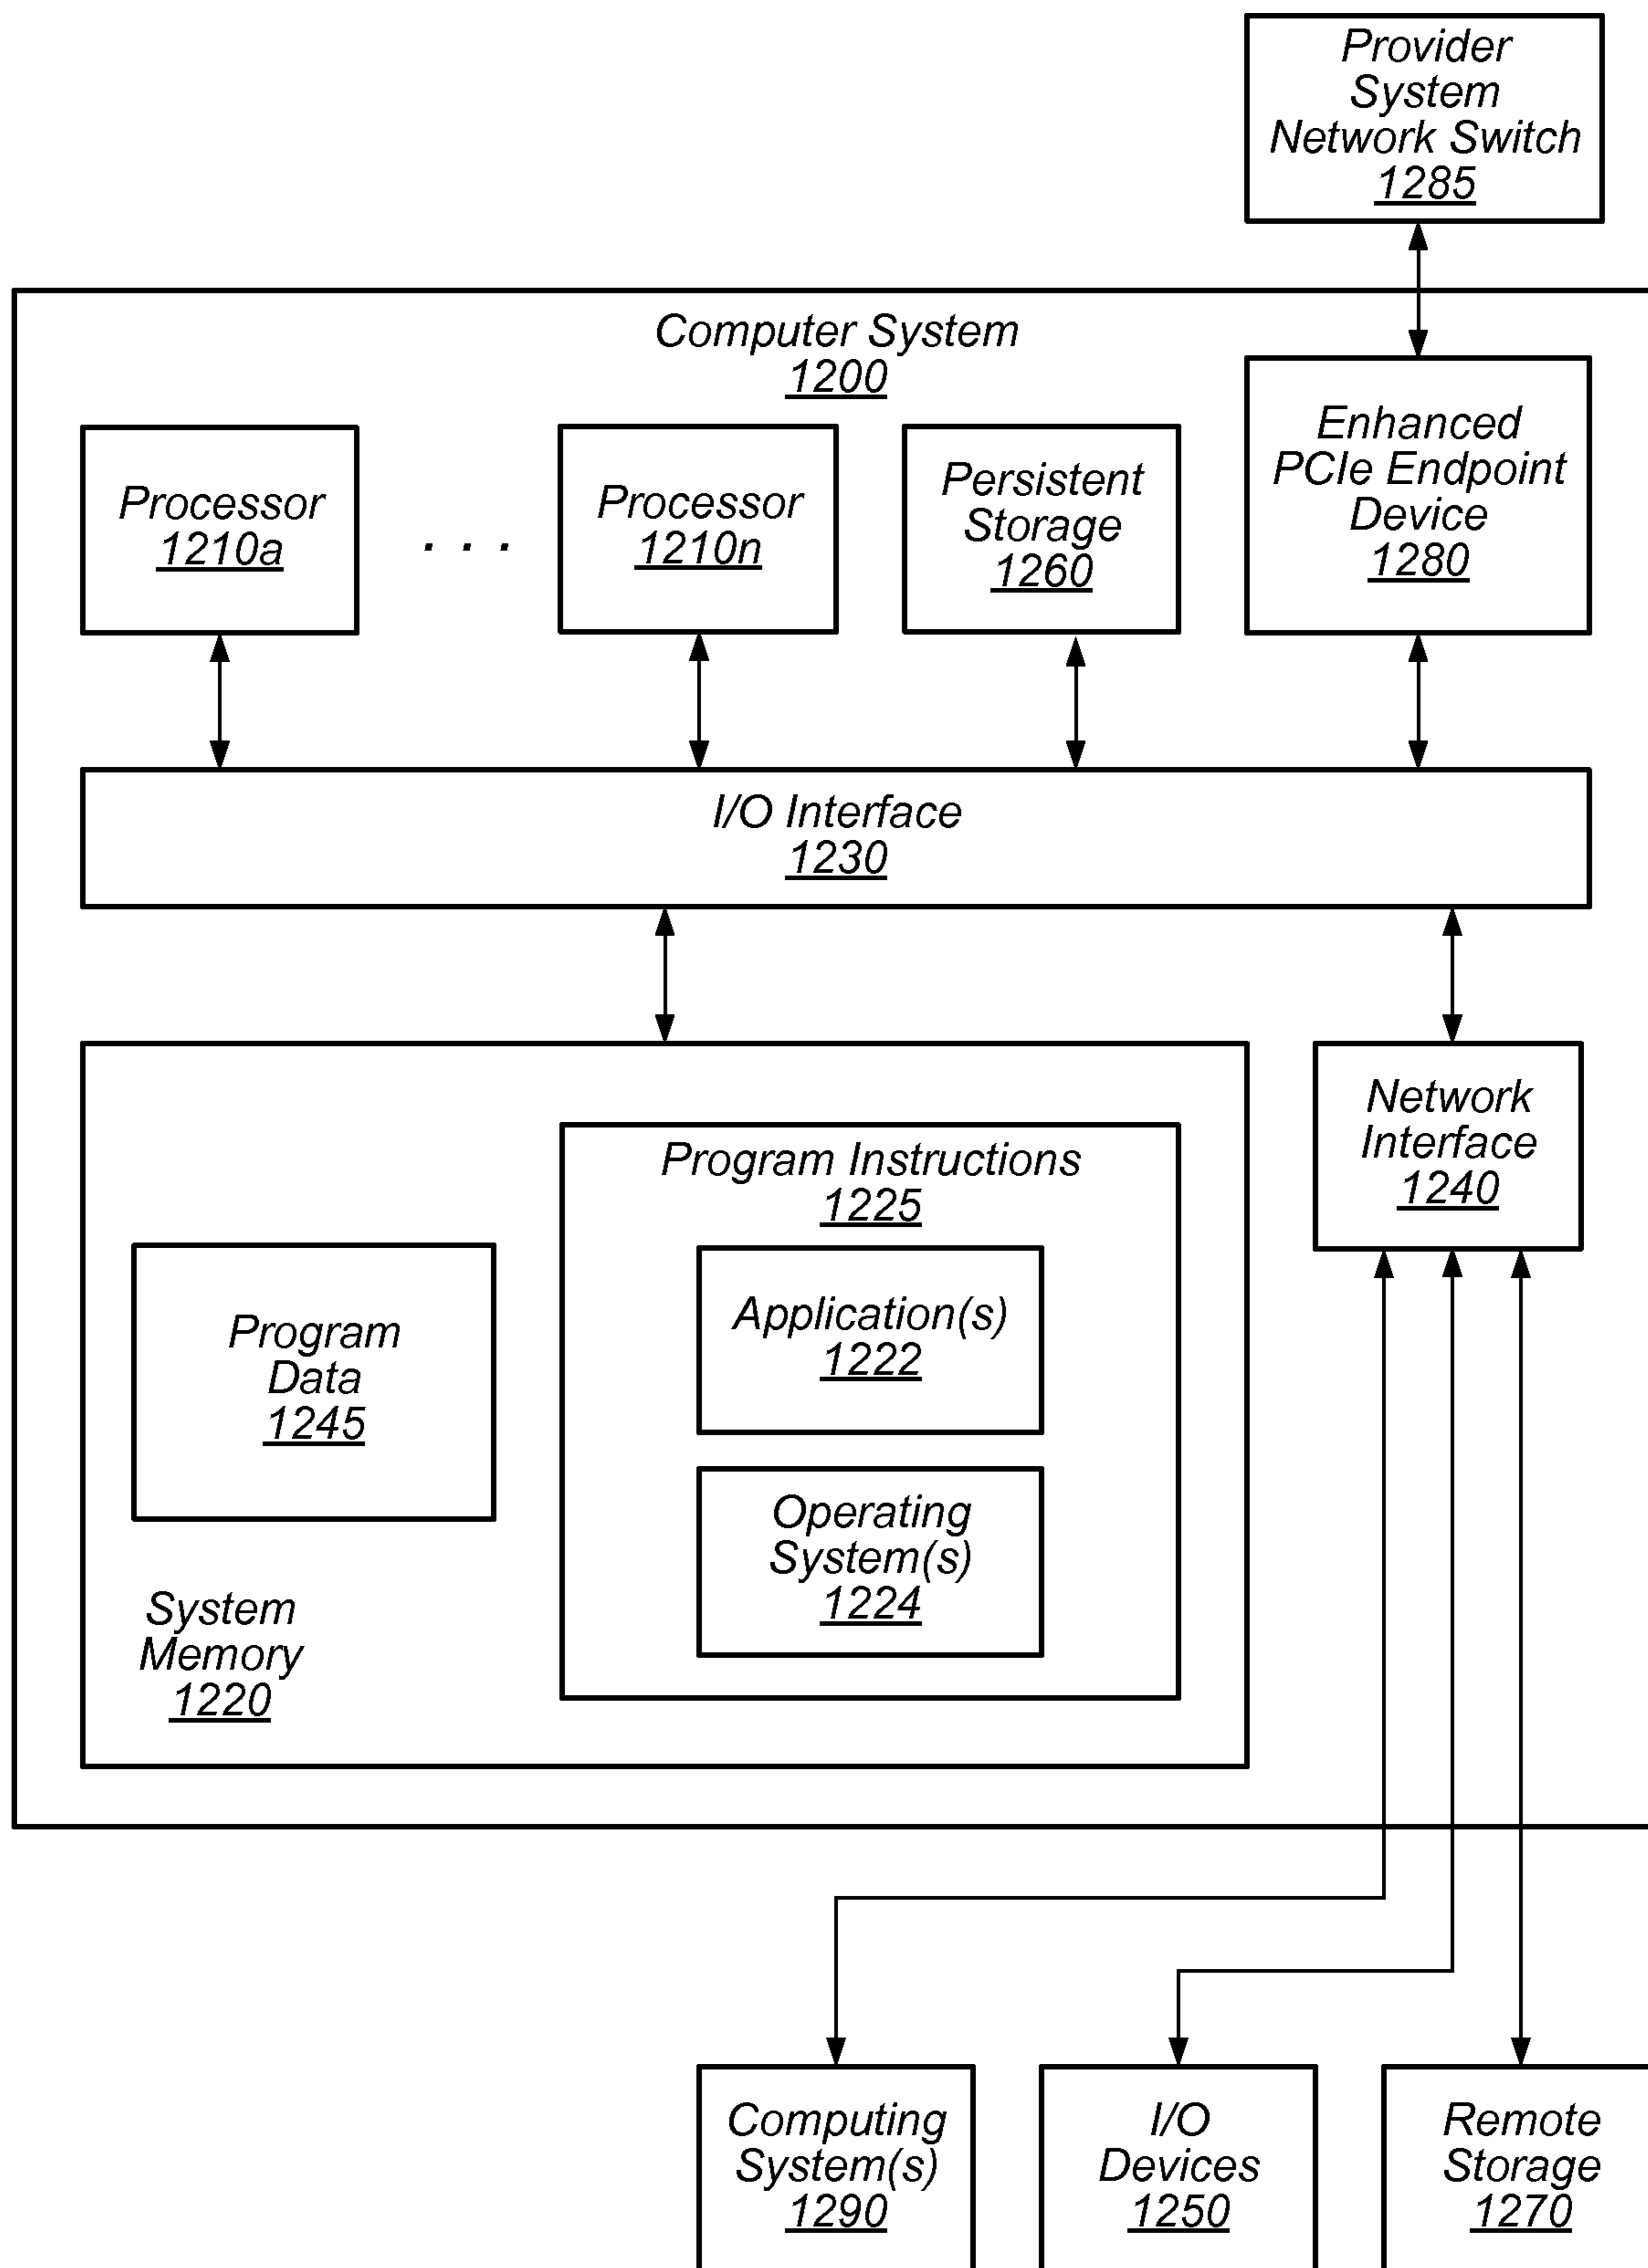 Provider
System
Network Switch
1285
Computer System
1200
Processor
1210a
. . .
Processor
1210n
Persistent
Storage
1260
Enhanced
PCIe Endpoint
Device
1280
I/O Interface
1230
Program Instructions
1225
Application(s)
1222
Operating
System(s)
1224
Program
Data
1245
System
Memory
1220
Network
Interface
1240
Computing
System(s)
1290
I/O
Devices
1250
Remote
Storage
1270